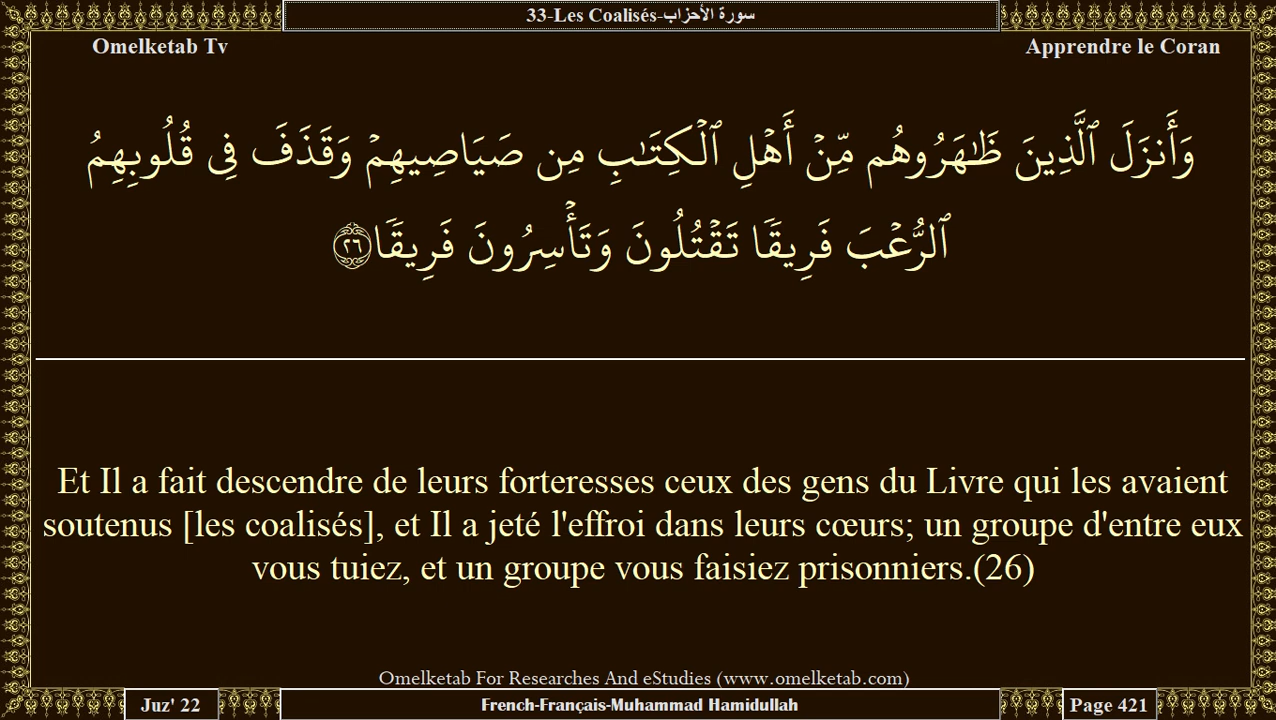 33-Les Coalisés-سورة الأحزاب
Omelketab Tv
Apprendre le Coran
وَأَنزَلَ ٱلَّذِينَ ظَٰهَرُوهُم مِّنۡ أَهۡلِ ٱلۡكِتَٰبِ مِن صَيَاصِيهِمۡ وَقَذَفَ فِي قُلُوبِهِمُ
ٱلرُّعۡبَ فَرِيقٗا تَقۡتُلُونَ وَتَأۡسِرُونَ فَرِيقٗا ٢٦
Et Il a fait descendre de leurs forteresses ceux des gens du Livre qui les avaient
soutenus [les coalisés], et Il a jeté l'effroi dans leurs cœurs; un groupe d'entre eux
vous tuiez, et un groupe vous faisiez prisonniers.(26)
Omelketab For Researches And eStudies (www.omelketab.com)
Juz' 22
French-Français-Muhammad Hamidullah
Page 421